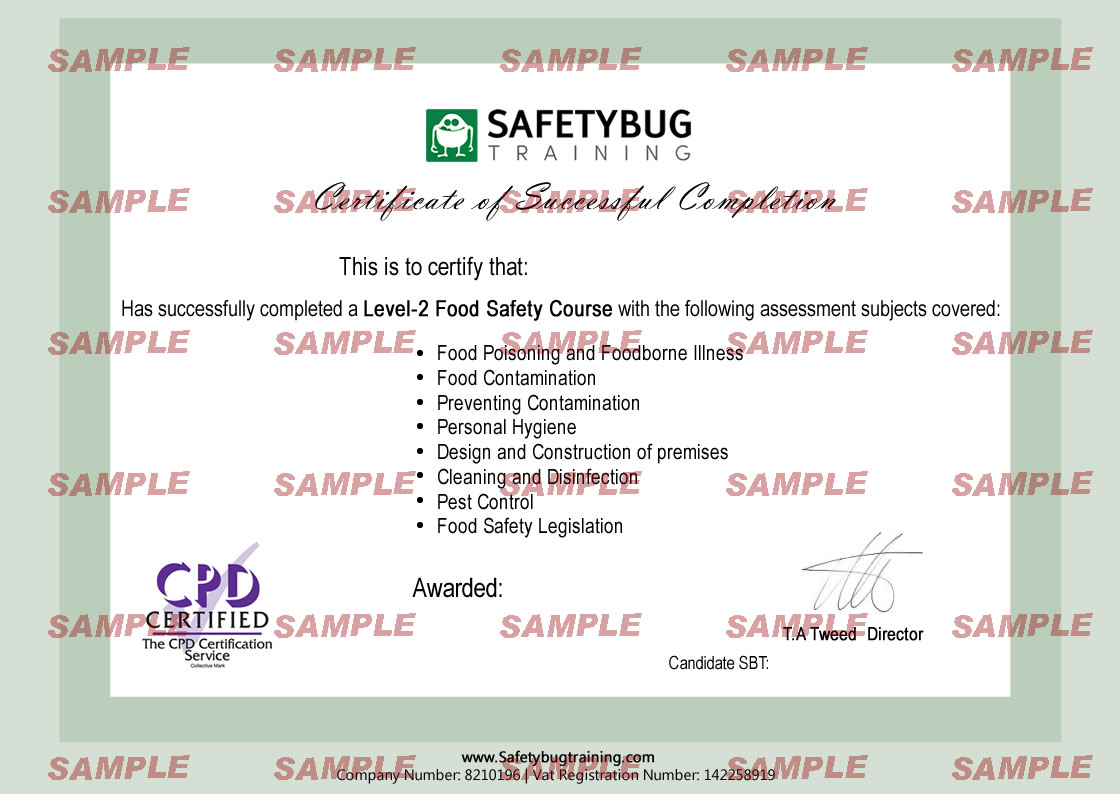 SAMPLE SAMPLE SAMPLE SAMPLE SAMPLE
SAFETYBUG
TRAINING
SAMPLE SAMPLE SAMPLE SAMPLE SAMPLE
Certificate of Successful Completion
This is to certify that:
Has successfully completed a Level-2 Food Safety Course with the following assessment subjects covered:
SAMPLE SAMPLE SAMPLE SAMPLE SAMPLE
• Food Poisoning and Foodborne Illness
• Food Contamination
• Preventing Contamination
• Personal Hygiene
• Design and Construction of premises
• Cleaning and Disinfection
SAMPLE SAMPLE SAMPLE SAMPLE SAMPLE
• Pest Control
• Food Safety Legislation
Awarded:
CPD
CERTIFIED
The CPD Certification
Service
Collective Mark
SAMPLE SAMPLE SAMPLE SAMPLE SAMPLE
T.A Tweed Director
Candidate SBT:
www.Safetybugtraining.com
SAMPLE SAMPLE SAMPLE SAMPLE SAMPLE
Company Number: 8210196 | Vat Registration Number: 142258919